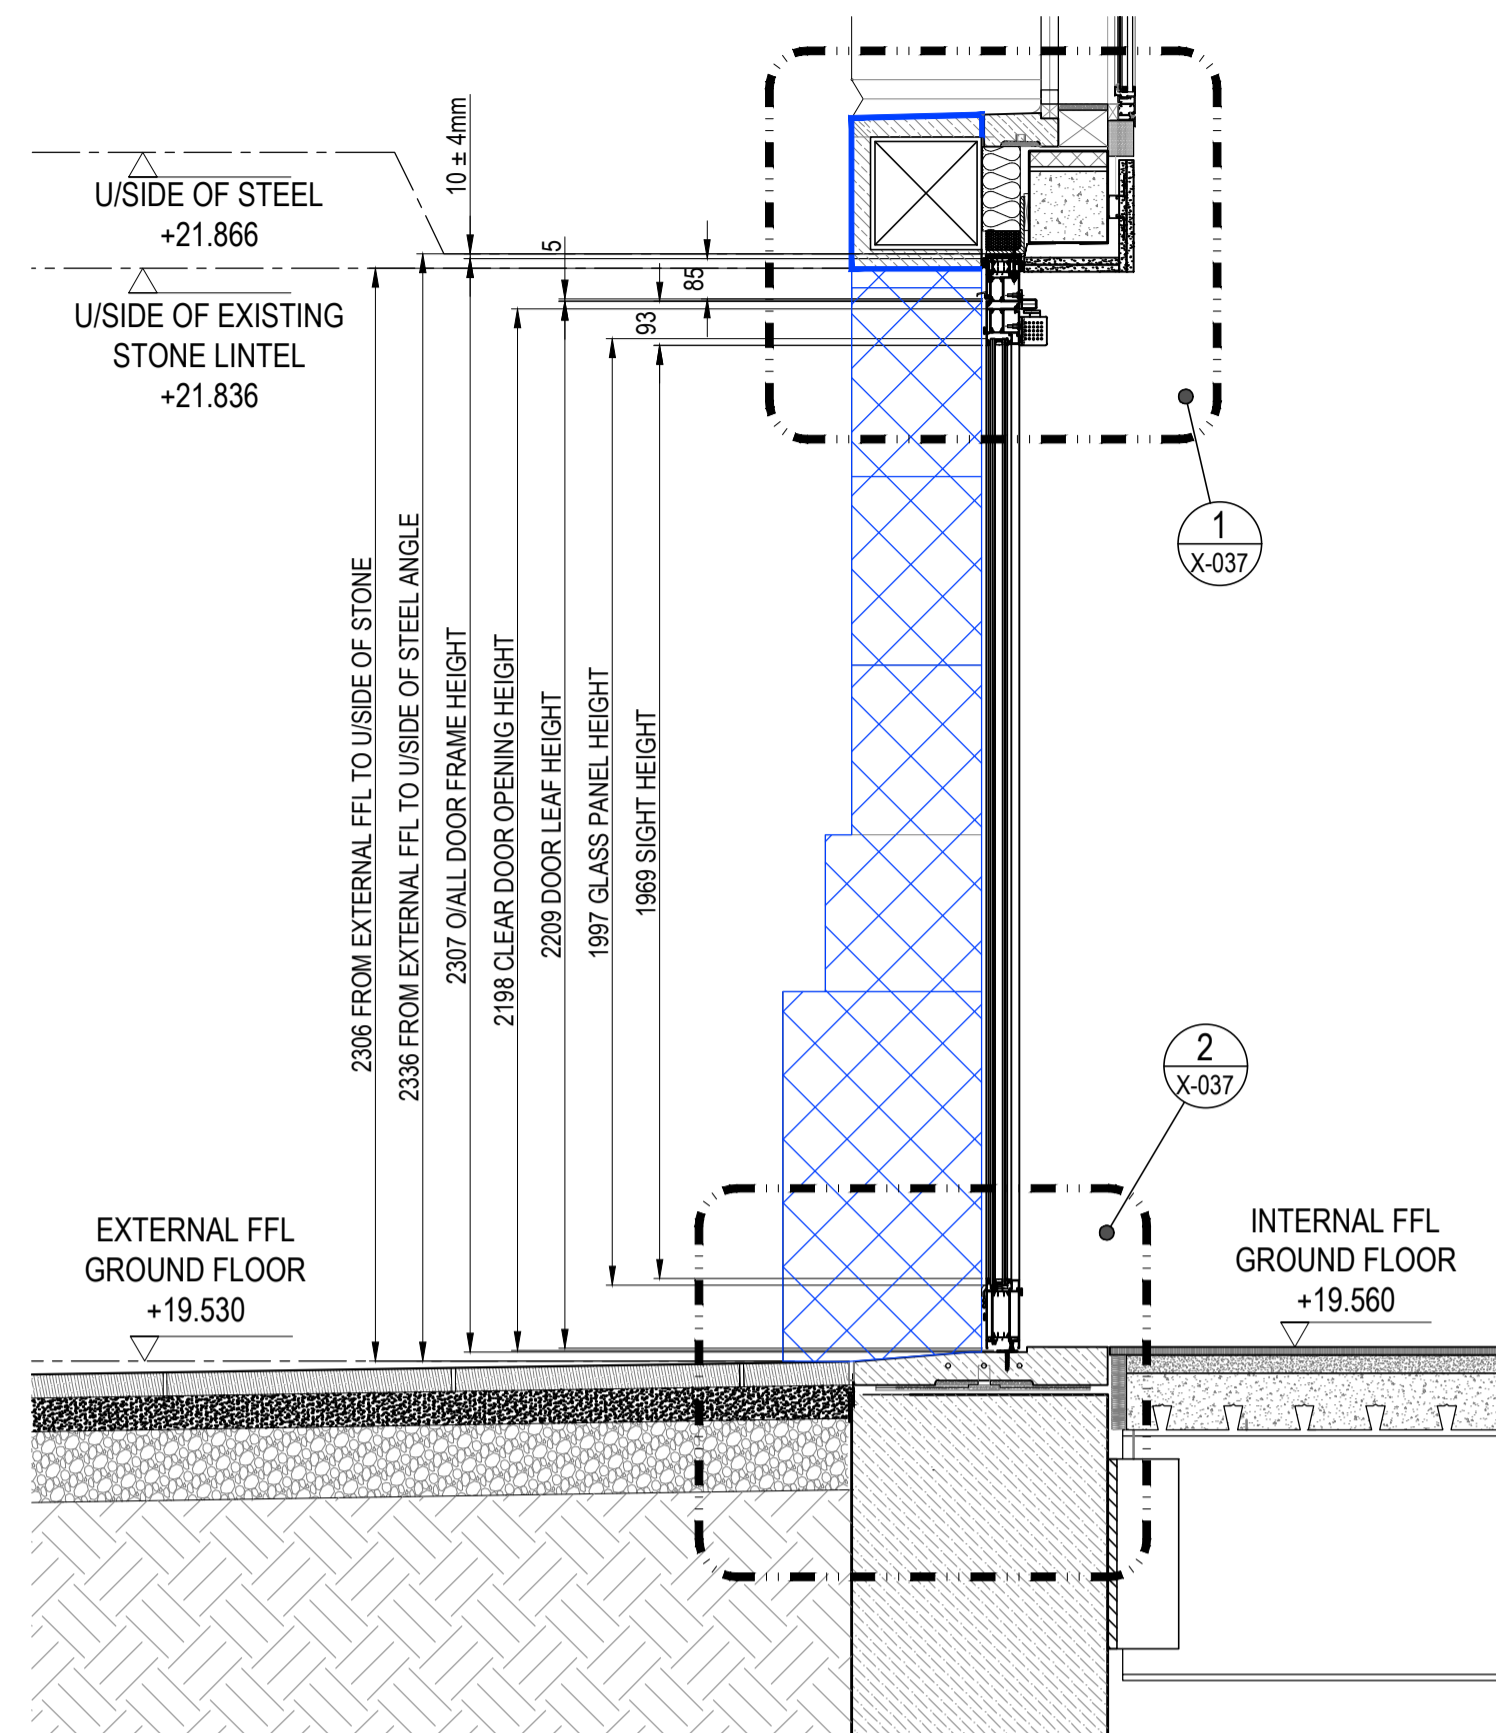 U/SIDE OF STEEL
+21.866
U/SIDE OF EXISTING
STONE LINTEL
+21.836
10 ± 4mm
5
85
93
2306 FROM EXTERNAL FFL TO U/SIDE OF STONE
2336 FROM EXTERNAL FFL TO U/SIDE OF STEEL ANGLE
2307 O/ALL DOOR FRAME HEIGHT
2198 CLEAR DOOR OPENING HEIGHT
2209 DOOR LEAF HEIGHT
1997 GLASS PANEL HEIGHT
1969 SIGHT HEIGHT
1
X-037
2
X-037
EXTERNAL FFL
GROUND FLOOR
+19.530
INTERNAL FFL
GROUND FLOOR
+19.560